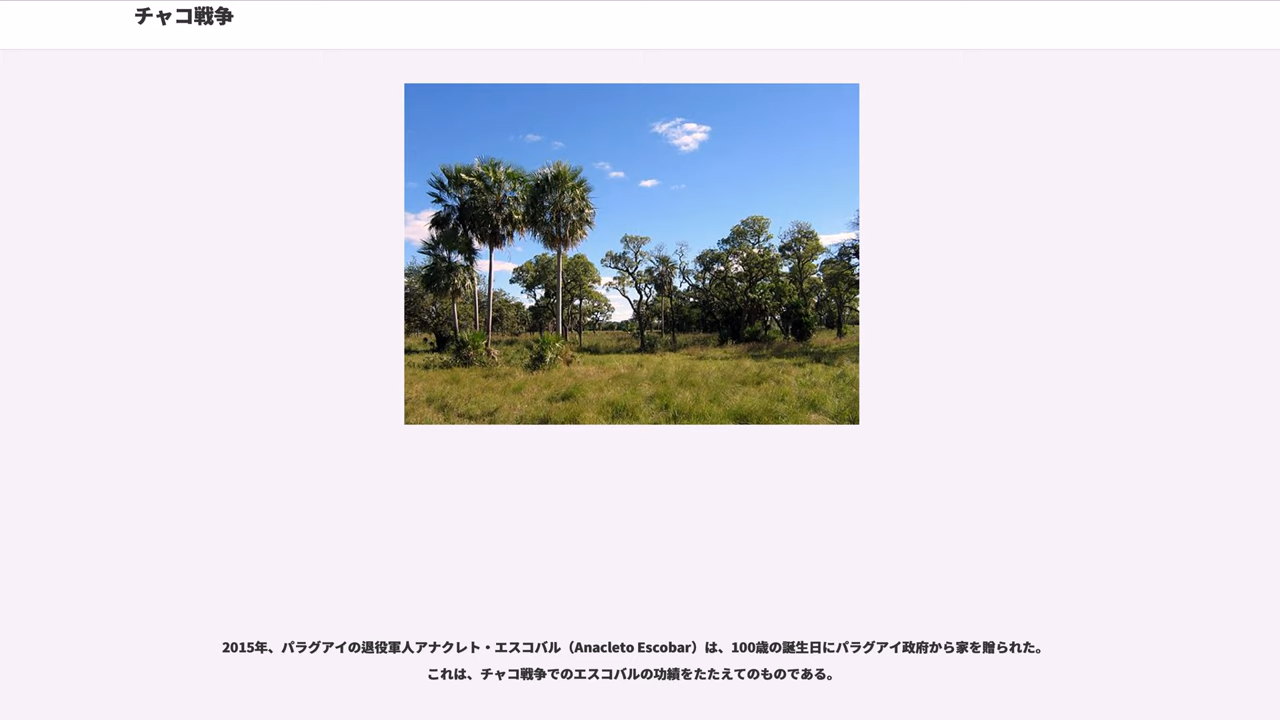 チャコ戦争
2015年、パラグアイの退役軍人アナクレト・エスコバル（Anacleto Escobar）は、100歳の誕生日にパラグアイ政府から家を贈られた。
これは、チャコ戦争でのエスコバルの功績をたたえてのものである。